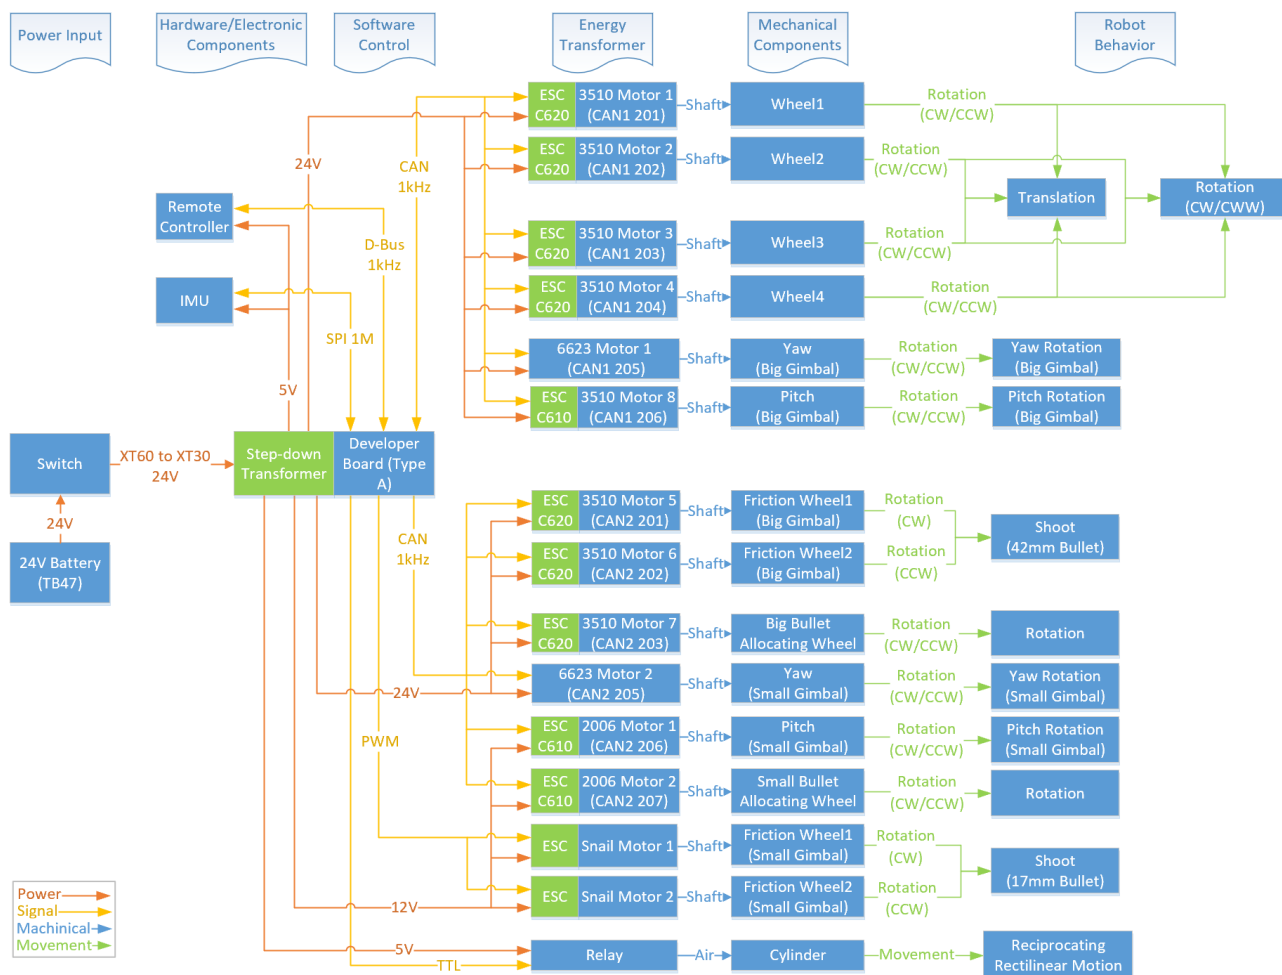 Power Input
Hardware/Electronic
Components
Software
Control
Energy
Transformer
Mechanical
Components
Robot
Behavior
ESC
C620
3510 Motor 1
(CAN1 201)
Shaft
Wheel1
Rotation
(CW/CCW)
ESC
C620
3510 Motor 2
(CAN1 202)
Shaft
Wheel2
Rotation
(CW/CCW)
24V
CAN
1kHz
Remote
Controller
Translation
Rotation
(CW/CWW)
D-Bus
1kHz
ESC
C620
3510 Motor 3
(CAN1 203)
Shaft
Wheel3
Rotation
(CW/CCW)
IMU
ESC
C620
3510 Motor 4
(CAN1 204)
Shaft
Wheel4
Rotation
(CW/CCW)
SPI 1M
6623 Motor 1
(CAN1 205)
Shaft
Yaw
(Big Gimbal)
Rotation
(CW/CCW)
Yaw Rotation
(Big Gimbal)
5V
ESC
C610
3510 Motor 8
(CAN1 206)
Shaft
Pitch
(Big Gimbal)
Rotation
(CW/CCW)
Pitch Rotation
(Big Gimbal)
Switch
XT60 to XT30
24V
Step-down
Transformer
Developer
Board (Type
A)
24V
24V Battery
(TB47)
CAN
1kHz
ESC
C620
3510 Motor 5
(CAN2 201)
Shaft
Friction Wheel1
(Big Gimbal)
Rotation
(CW)
Shoot
(42mm Bullet)
ESC
C620
3510 Motor 6
(CAN2 202)
Shaft
Friction Wheel2
(Big Gimbal)
Rotation
(CCW)
ESC
C620
3510 Motor 7
(CAN2 203)
Shaft
Big Bullet
Allocating Wheel
Rotation
(CW/CCW)
Rotation
24V
6623 Motor 2
(CAN2 205)
Shaft
Yaw
(Small Gimbal)
Rotation
(CW/CCW)
Yaw Rotation
(Small Gimbal)
PWM
ESC
C610
2006 Motor 1
(CAN2 206)
Shaft
Pitch
(Small Gimbal)
Rotation
(CW/CCW)
Pitch Rotation
(Small Gimbal)
ESC
C610
2006 Motor 2
(CAN2 207)
Shaft
Small Bullet
Allocating Wheel
Rotation
(CW/CCW)
Rotation
ESC
Snail Motor 1
Shaft
Friction Wheel1
(Small Gimbal)
Rotation
(CW)
Shoot
(17mm Bullet)
12V
ESC
Snail Motor 2
Shaft
Friction Wheel2
(Small Gimbal)
Rotation
(CCW)
5V
TTL
Relay
Air
Cylinder
Movement
Reciprocating
Rectilinear Motion
Power
Signal
Machinical
Movement